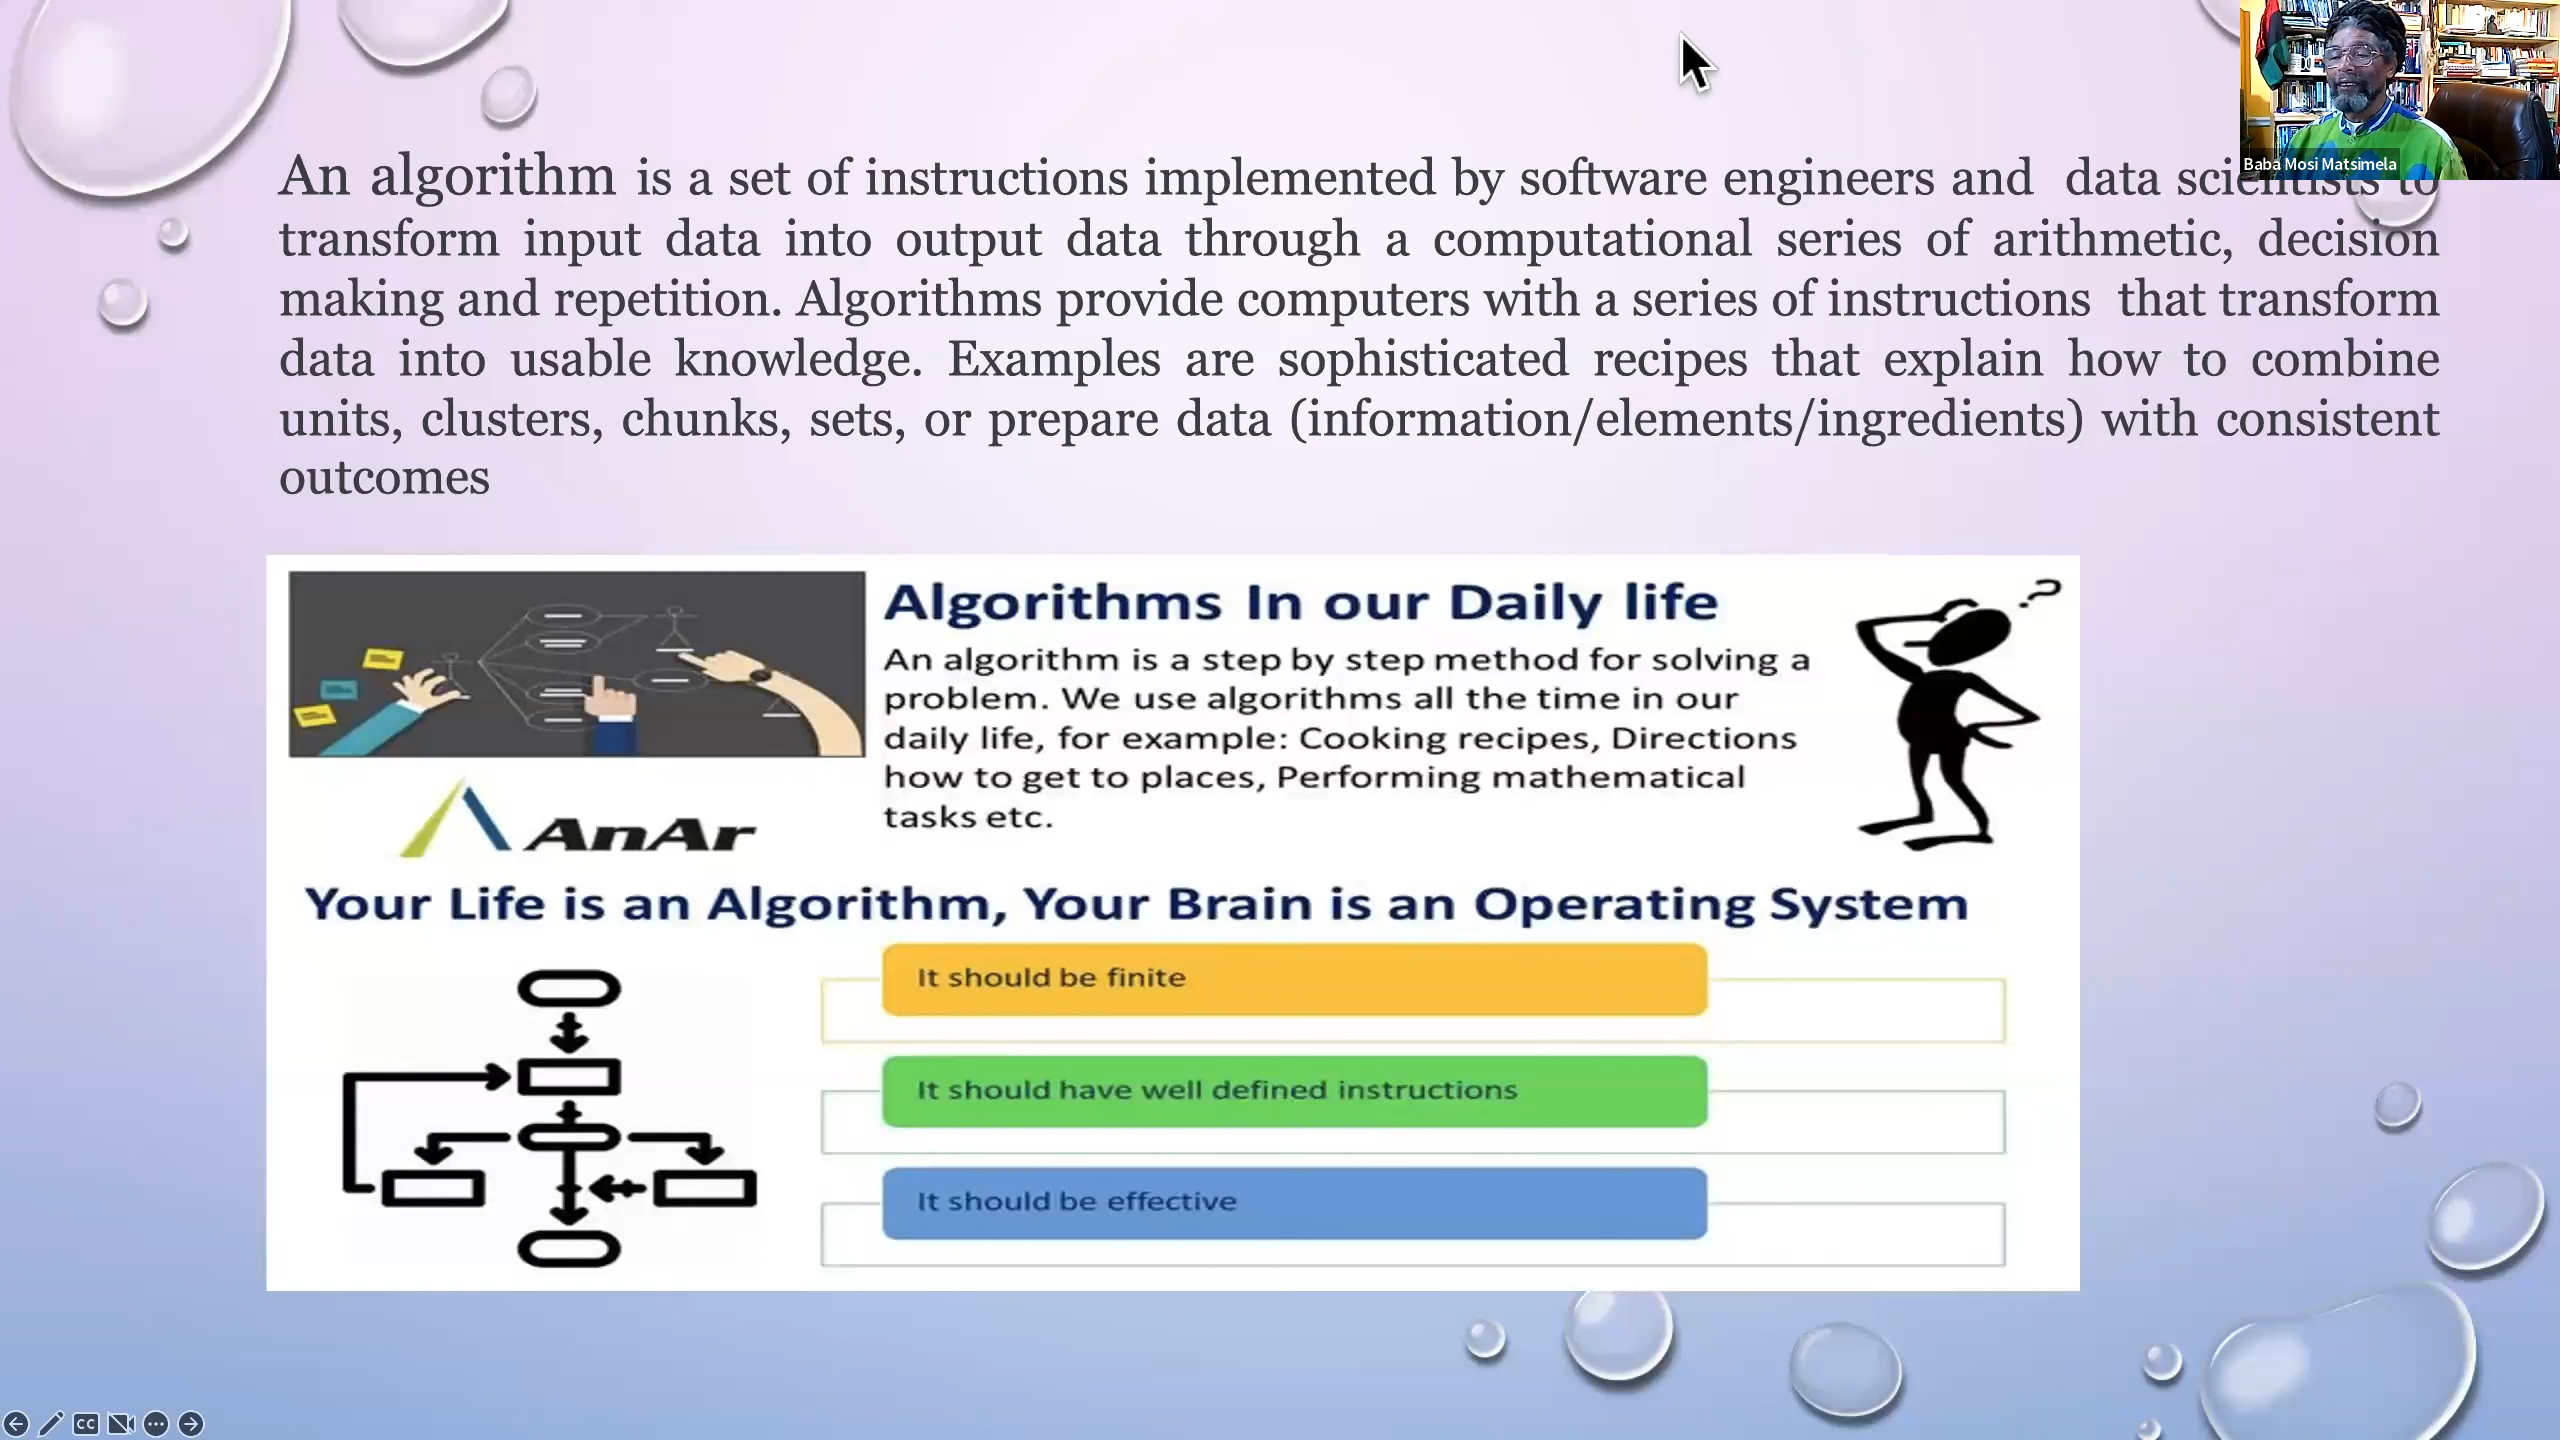 Baba Mosi Matsimela
An algorithm is a set of instructions implemented by software engineers and data scientists to
transform input data into output data through a computational series of arithmetic, decision
making and repetition. Algorithms provide computers with a series of instructions that transform
data into usable knowledge. Examples are sophisticated recipes that explain how to combine
units, clusters, chunks, sets, or prepare data (information/elements/ingredients) with consistent
outcomes
Algorithms In our Daily life
An algorithm is a step by step method for solving a
problem. We use algorithms all the time in our
daily life, for example: Cooking recipes, Directions
how to get to places, Performing mathematical
tasks etc.
?
AnAr
Your Life is an Algorithm, Your Brain is an Operating System
It should be finite
It should have well defined instructions
It should be effective
CC